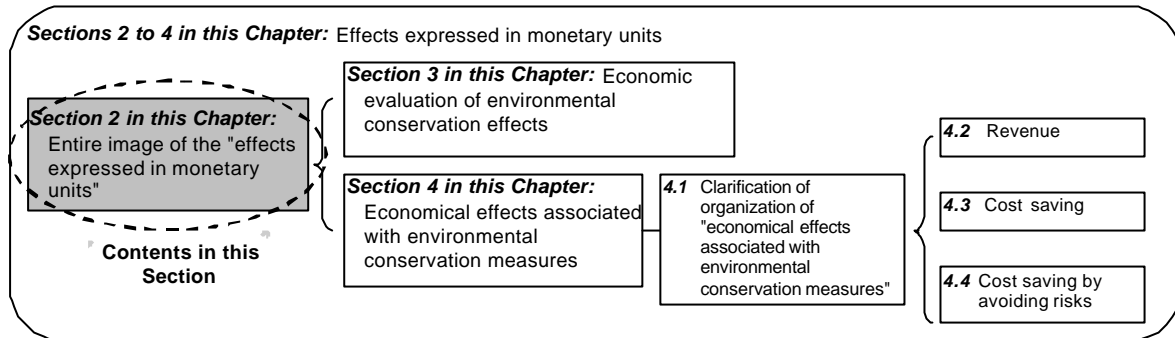 Sections 2 to 4 in this Chapter: Effects expressed in monetary units
Section 2 in this Chapter:
Entire image of the "effects
expressed in monetary
units"
Contents in this
Section
Section 3 in this Chapter: Economic
evaluation of environmental
conservation effects
Section 4 in this Chapter:
Economical effects associated
with environmental
conservation measures
4.1 Clarification of
organization of
"economical effects
associated with
environmental
conservation measures"
4.2 Revenue
4.3 Cost saving
4.4 Cost saving by
avoiding risks